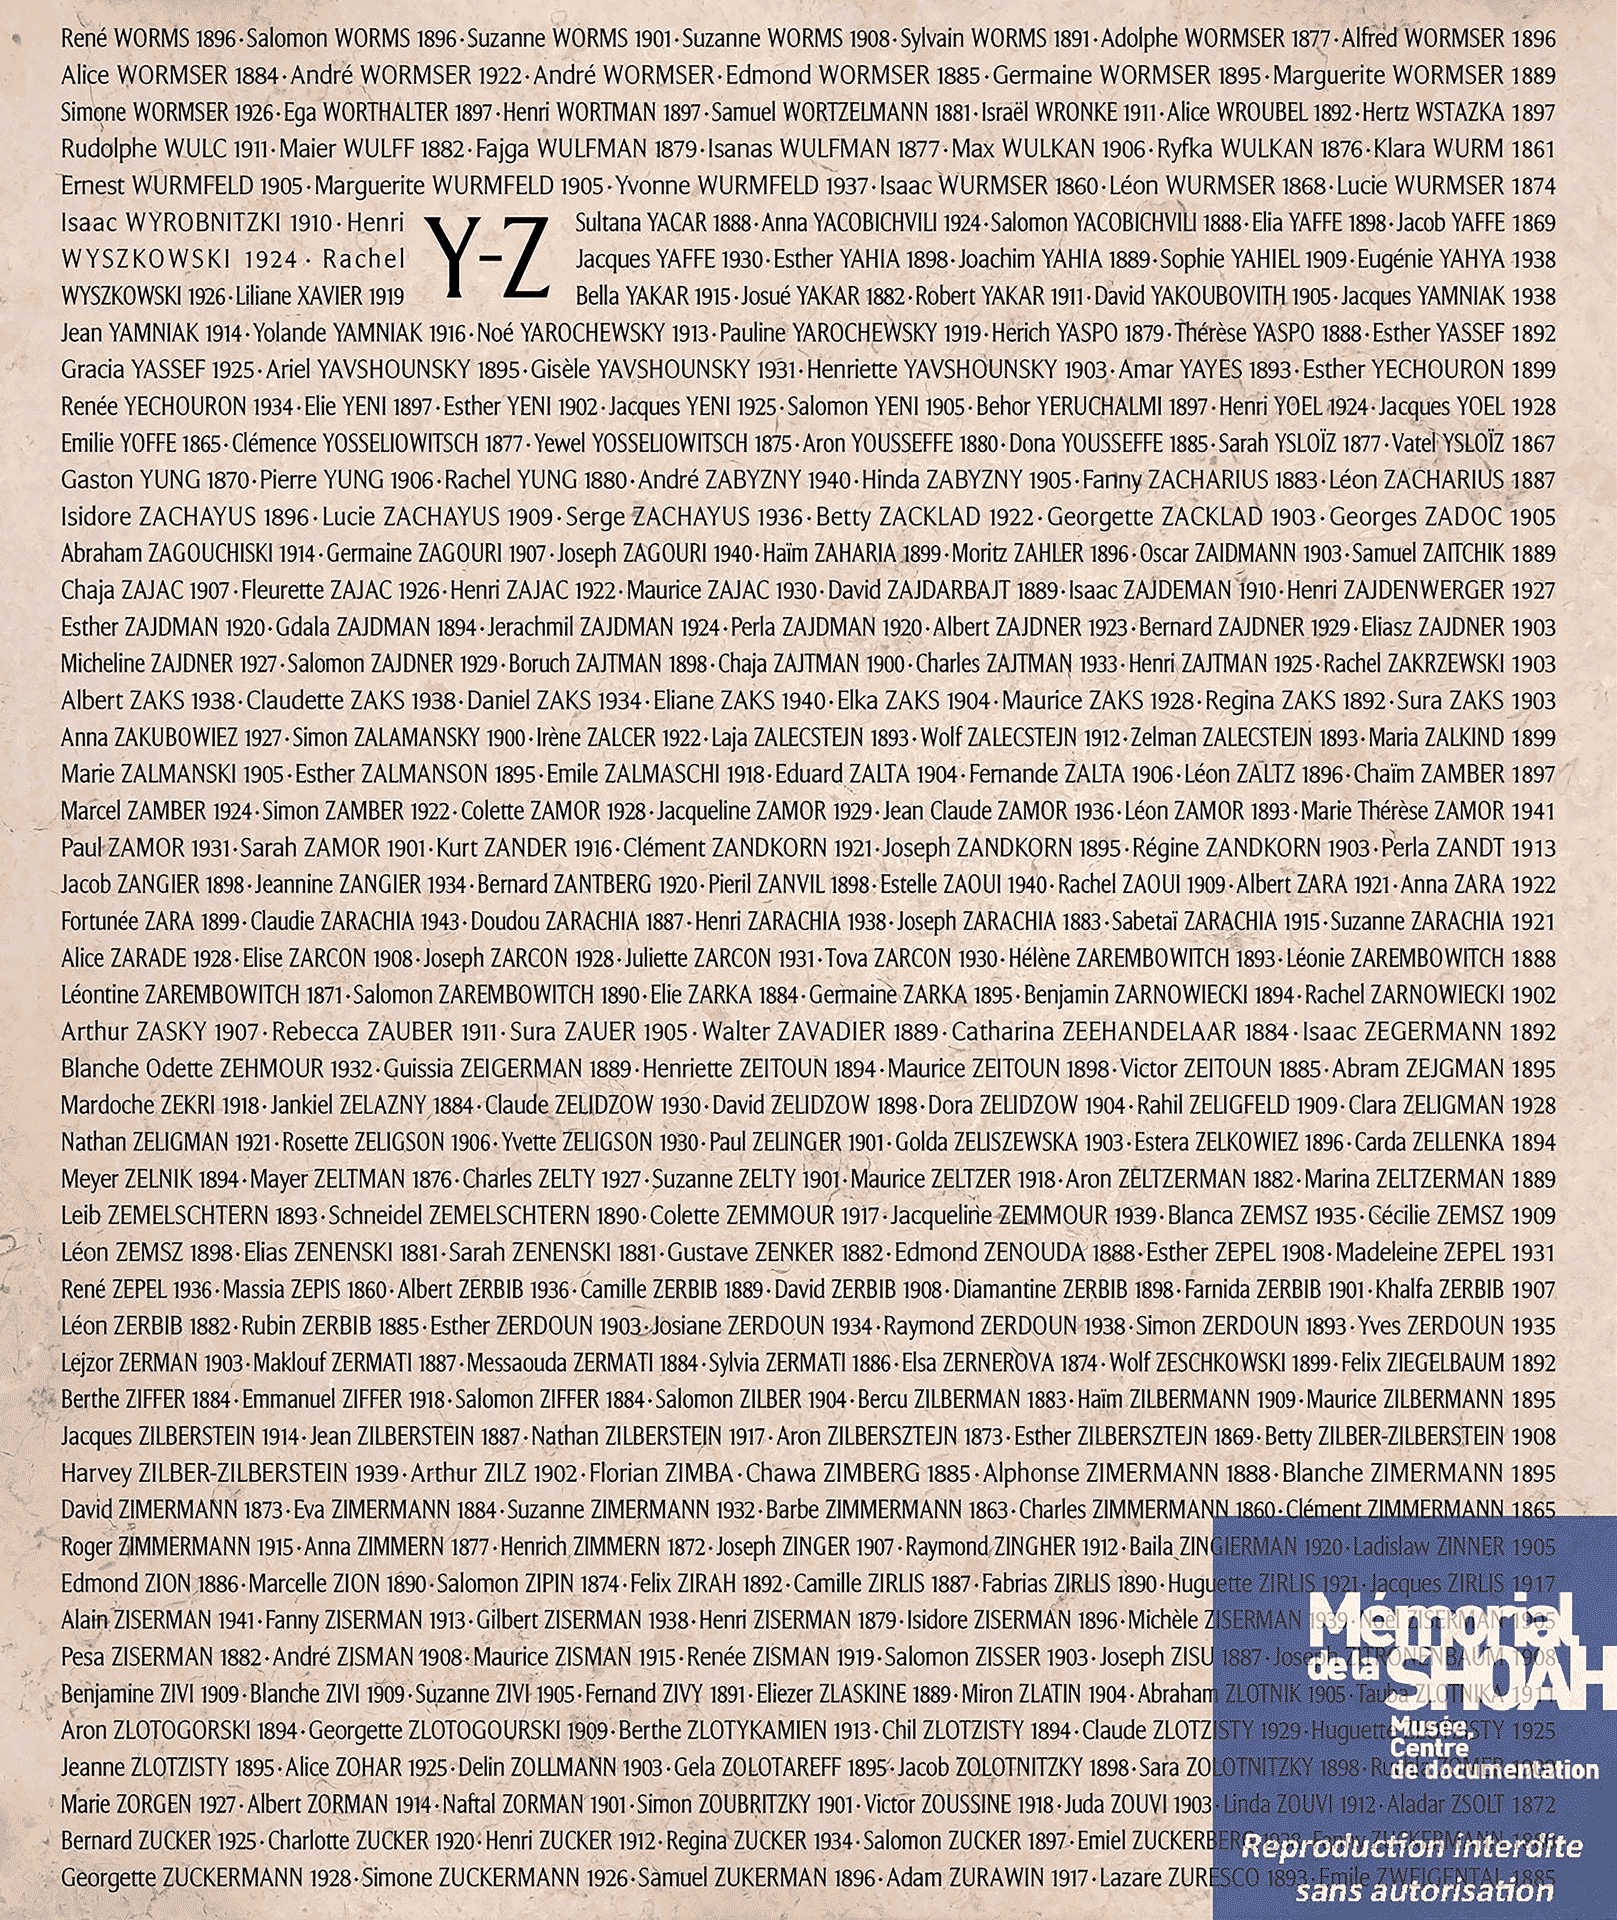 René WORMS 1896·Salomon WORMS 1896·Suzanne WORMS 1901·Suzanne WORMS 1908·Sylvain WORMS 1891·Adolphe WORMSER 1877·Alfred WORMSER 1896
Alice WORMSER 1884·André WORMSER 1922·André WORMSER·Edmond WORMSER 1885·Germaine WORMSER 1895·Marguerite WORMSER 1889
Simone WORMSER 1926·Ega WORTHALTER 1897·Henri WORTMAN 1897·Samuel WORTZELMANN 1881·Israël WRONKE 1911·Alice WROUBEL 1892·Hertz WSTAZKA 1897
Rudolphe WULC 1911·Maier WULFF 1882·Fajga WULFMAN 1879·Isanas WULFMAN 1877·Max WULKAN 1906·Ryfka WULKAN 1876·Klara WURM 1861
Ernest WURMFELD 1905·Marguerite WURMFELD 1905·Yvonne WURMFELD 1937·Isaac WURMSER 1860·Léon WURMSER 1868·Lucie WURMSER 1874
Isaac WYROBNITZKI 1910·Henri
WYSZKOWSKI 1924·Rachel
WYSZKOWSKI 1926·Liliane XAVIER 1919
Y-Z
Sultana YACAR 1888·Anna YACOBICHVILI 1924·Salomon YACOBICHVILI 1888·Elia YAFFE 1898·Jacob YAFFE 1869
Jacques YAFFE 1930·Esther YAHIA 1898·Joachim YAHIA 1889·Sophie YAHIEL 1909·Eugénie YAHYA 1938
Bella YAKAR 1915·Josué YAKAR 1882·Robert YAKAR 1911·David YAKOUBOVITH 1905·Jacques YAMNIAK 1938
Jean YAMNIAK 1914·Yolande YAMNIAK 1916·Noé YAROCHEWSKY 1913·Pauline YAROCHEWSKY 1919·Herich YASPO 1879·Thérèse YASPO 1888·Esther YASSEF 1892
Gracia YASSEF 1925·Ariel YAVSHOUNSKY 1895·Gisèle YAVSHOUNSKY 1931·Henriette YAVSHOUNSKY 1903·Amar YAYES 1893·Esther YECHOURON 1899
Renée YECHOURON 1934·Elie YENI 1897·Esther YENI 1902·Jacques YENI 1925·Salomon YENI 1905·Behor YERUCHALMI 1897·Henri YOEL 1924·Jacques YOEL 1928
Emilie YOFFE 1865·Clémence YOSSELIOWITSCH 1877·Yewel YOSSELIOWITSCH 1875·Aron YOUSSEFFE 1880·Dona YOUSSEFFE 1885·Sarah YSLOÏZ 1877·Vatel YSLOÏZ 1867
Gaston YUNG 1870·Pierre YUNG 1906·Rachel YUNG 1880·André ZABYZNY 1940·Hinda ZABYZNY 1905·Fanny ZACHARIUS 1883·Léon ZACHARIUS 1887
Isidore ZACHAYUS 1896·Lucie ZACHAYUS 1909·Serge ZACHAYUS 1936·Betty ZACKLAD 1922·Georgette ZACKLAD 1903·Georges ZADOC 1905
Abraham ZAGOUCHISKI 1914·Germaine ZAGOURI 1907·Joseph ZAGOURI 1940·Haïm ZAHARIA 1899·Moritz ZAHLER 1896·Oscar ZAIDMANN 1903·Samuel ZAITCHIK 1889
Chaja ZAJAC 1907·Fleurette ZAJAC 1926·Henri ZAJAC 1922·Maurice ZAJAC 1930·David ZAJDARBAJT 1889·Isaac ZAJDEMAN 1910·Henri ZAJDENWERGER 1927
Esther ZAJDMAN 1920·Gdala ZAJDMAN 1894·Jerachmil ZAJDMAN 1924·Perla ZAJDMAN 1920·Albert ZAJDNER 1923·Bernard ZAJDNER 1929·Eliasz ZAJDNER 1903
Micheline ZAJDNER 1927·Salomon ZAJDNER 1929·Boruch ZAJTMAN 1898·Chaja ZAJTMAN 1900·Charles ZAJTMAN 1933·Henri ZAJTMAN 1925·Rachel ZAKRZEWSKI 1903
Albert ZAKS 1938·Claudette ZAKS 1938·Daniel ZAKS 1934·Eliane ZAKS 1940·Elka ZAKS 1904·Maurice ZAKS 1928·Regina ZAKS 1892·Sura ZAKS 1903
Anna ZAKUBOWIEZ 1927·Simon ZALAMANSKY 1900·Irène ZALCER 1922·Laja ZALECSTEJN 1893·Wolf ZALECSTEJN 1912·Zelman ZALECSTEJN 1893·Maria ZALKIND 1899
Marie ZALMANSKI 1905·Esther ZALMANSON 1895·Emile ZALMASCHI 1918·Eduard ZALTA 1904·Fernande ZALTA 1906·Léon ZALTZ 1896·Chaïm ZAMBER 1897
Marcel ZAMBER 1924·Simon ZAMBER 1922·Colette ZAMOR 1928·Jacqueline ZAMOR 1929·Jean Claude ZAMOR 1936·Léon ZAMOR 1893·Marie Thérèse ZAMOR 1941
Paul ZAMOR 1931·Sarah ZAMOR 1901·Kurt ZANDER 1916·Clément ZANDKORN 1921·Joseph ZANDKORN 1895·Régine ZANDKORN 1903·Perla ZANDT 1913
Jacob ZANGIER 1898·Jeannine ZANGIER 1934·Bernard ZANTBERG 1920·Pieril ZANVIL 1898·Estelle ZAOUI 1940·Rachel ZAOUI 1909·Albert ZARA 1921·Anna ZARA 1922
Fortunée ZARA 1899·Claudie ZARACHIA 1943·Doudou ZARACHIA 1887·Henri ZARACHIA 1938·Joseph ZARACHIA 1883·Sabetaï ZARACHIA 1915·Suzanne ZARACHIA 1921
Alice ZARADE 1928·Elise ZARCON 1908·Joseph ZARCON 1928·Juliette ZARCON 1931·Tova ZARCON 1930·Hélène ZAREMBOWITCH 1893·Léonie ZAREMBOWITCH 1888
Léontine ZAREMBOWITCH 1871·Salomon ZAREMBOWITCH 1890·Elie ZARKA 1884·Germaine ZARKA 1895·Benjamin ZARNOWIECKI 1894·Rachel ZARNOWIECKI 1902
Arthur ZASKY 1907·Rebecca ZAUBER 1911·Sura ZAUER 1905·Walter ZAVADIER 1889·Catharina ZEEHANDELAAR 1884·Isaac ZEGERMANN 1892
Blanche Odette ZEHMOUR 1932·Guissia ZEIGERMAN 1889·Henriette ZEITOUN 1894·Maurice ZEITOUN 1898·Victor ZEITOUN 1885·Abram ZEJGMAN 1895
Mardoche ZEKRI 1918·Jankiel ZELAZNY 1884·Claude ZELIDZOW 1930·David ZELIDZOW 1898·Dora ZELIDZOW 1904·Rahil ZELIGFELD 1909·Clara ZELIGMAN 1928
Nathan ZELIGMAN 1921·Rosette ZELIGSON 1906·Yvette ZELIGSON 1930·Paul ZELINGER 1901·Golda ZELISZEWSKA 1903·Estera ZELKOWIEZ 1896·Carda ZELLENKA 1894
Meyer ZELNIK 1894·Mayer ZELTMAN 1876·Charles ZELTY 1927·Suzanne ZELTY 1901·Maurice ZELTZER 1918·Aron ZELTZERMAN 1882·Marina ZELTZERMAN 1889
Leib ZEMELSCHTERN 1893·Schneidel ZEMELSCHTERN 1890·Colette ZEMMOUR 1917·Jacqueline ZEMMOUR 1939·Blanca ZEMSZ 1935·Cécilie ZEMSZ 1909
Léon ZEMSZ 1898·Elias ZENENSKI 1881·Sarah ZENENSKI 1881·Gustave ZENKER 1882·Edmond ZENOUDA 1888·Esther ZEPEL 1908·Madeleine ZEPEL 1931
René ZEPEL 1936·Massia ZEPIS 1860·Albert ZERBIB 1936·Camille ZERBIB 1889·David ZERBIB 1908·Diamantine ZERBIB 1898·Farnida ZERBIB 1901·Khalfa ZERBIB 1907
Léon ZERBIB 1882·Rubin ZERBIB 1885·Esther ZERDOUN 1903·Josiane ZERDOUN 1934·Raymond ZERDOUN 1938·Simon ZERDOUN 1893·Yves ZERDOUN 1935
Lejzor ZERMAN 1903·Maklouf ZERMATI 1887·Messaouda ZERMATI 1884·Sylvia ZERMATI 1886·Elsa ZERNEROVA 1874·Wolf ZESCHKOWSKI 1899·Felix ZIEGELBAUM 1892
Berthe ZIFFER 1884·Emmanuel ZIFFER 1918·Salomon ZIFFER 1884·Salomon ZILBER 1904·Bercu ZILBERMAN 1883·Haïm ZILBERMANN 1909·Maurice ZILBERMANN 1895
Jacques ZILBERSTEIN 1914·Jean ZILBERSTEIN 1887·Nathan ZILBERSTEIN 1917·Aron ZILBERSZTEJN 1873·Esther ZILBERSZTEJN 1869·Betty ZILBER-ZILBERSTEIN 1908
Harvey ZILBER-ZILBERSTEIN 1939·Arthur ZILZ 1902·Florian ZIMBA·Chawa ZIMBERG 1885·Alphonse ZIMERMANN 1888·Blanche ZIMERMANN 1895
David ZIMERMANN 1873·Eva ZIMERMANN 1884·Suzanne ZIMERMANN 1932·Barbe ZIMMERMANN 1863·Charles ZIMMERMANN 1860·Clément ZIMMERMANN 1865
Roger ZIMMERMANN 1915·Anna ZIMMERN 1877·Henrich ZIMMERN 1872·Joseph ZINGER 1907·Raymond ZINGHER 1912·Baila ZINGIERMAN 1920·Ladislaw ZINNER 1905
Edmond ZION 1886·Marcelle ZION 1890·Salomon ZIPIN 1874·Felix ZIRAH 1892·Camille ZIRLIS 1887·Fabrias ZIRLIS 1890·Huguette ZIRLIS 1921·Jacques ZIRLIS 1917
Alain ZISERMAN 1941·Fanny ZISERMAN 1913·Gilbert ZISERMAN 1938·Henri ZISERMAN 1879·Isidore ZISERMAN 1896·Michèle ZISERMAN 1939·Noël ZISERMAN 1905
Pesa ZISERMAN 1882·André ZISMAN 1908·Maurice ZISMAN 1915·Renée ZISMAN 1919·Salomon ZISSER 1903·Joseph ZISU 1887·Joseph ZITRONENBAUM 1908
Benjamine ZIVI 1909·Blanche ZIVI 1909·Suzanne ZIVI 1905·Fernand ZIVY 1891·Eliezer ZLASKINE 1889·Miron ZLATIN 1904·Abraham ZLOTNIK 1905·Tauba ZLOTNIKA 1911
Aron ZLOTOGORSKI 1894·Georgette ZLOTOGOURSKI 1909·Berthe ZLOTYKAMIEN 1913·Chil ZLOTZISTY 1894·Claude ZLOTZISTY 1929·Huguette ZLOTZISTY 1925
Jeanne ZLOTZISTY 1895·Alice ZOHAR 1925·Delin ZOLLMANN 1903·Gela ZOLOTAREFF 1895·Jacob ZOLOTNITZKY 1898·Sara ZOLOTNITZKY 1898·ZOMER
Marie ZORGEN 1927·Albert ZORMAN 1914·Naftal ZORMAN 1901·Simon ZOUBRITZKY 1901·Victor ZOUSSINE 1918·Juda ZOUVI 1903·Linda ZOUVI 1912·Aladar ZSOLT 1872
Bernard ZUCKER 1925·Charlotte ZUCKER 1920·Henri ZUCKER 1912·Regina ZUCKER 1934·Salomon ZUCKER 1897·Emiel ZUCKERBERG·Fanny ZUCKERMANN
Georgette ZUCKERMANN 1928·Simone ZUCKERMANN 1926·Samuel ZUKERMAN 1896·Adam ZURAWIN 1917·Lazare ZURESCO 1893·Emile ZWEIGENTAL 1885
Mémorial
de la SHOAH
Musée,
Centre
de documentation
Reproduction interdite
sans autorisation